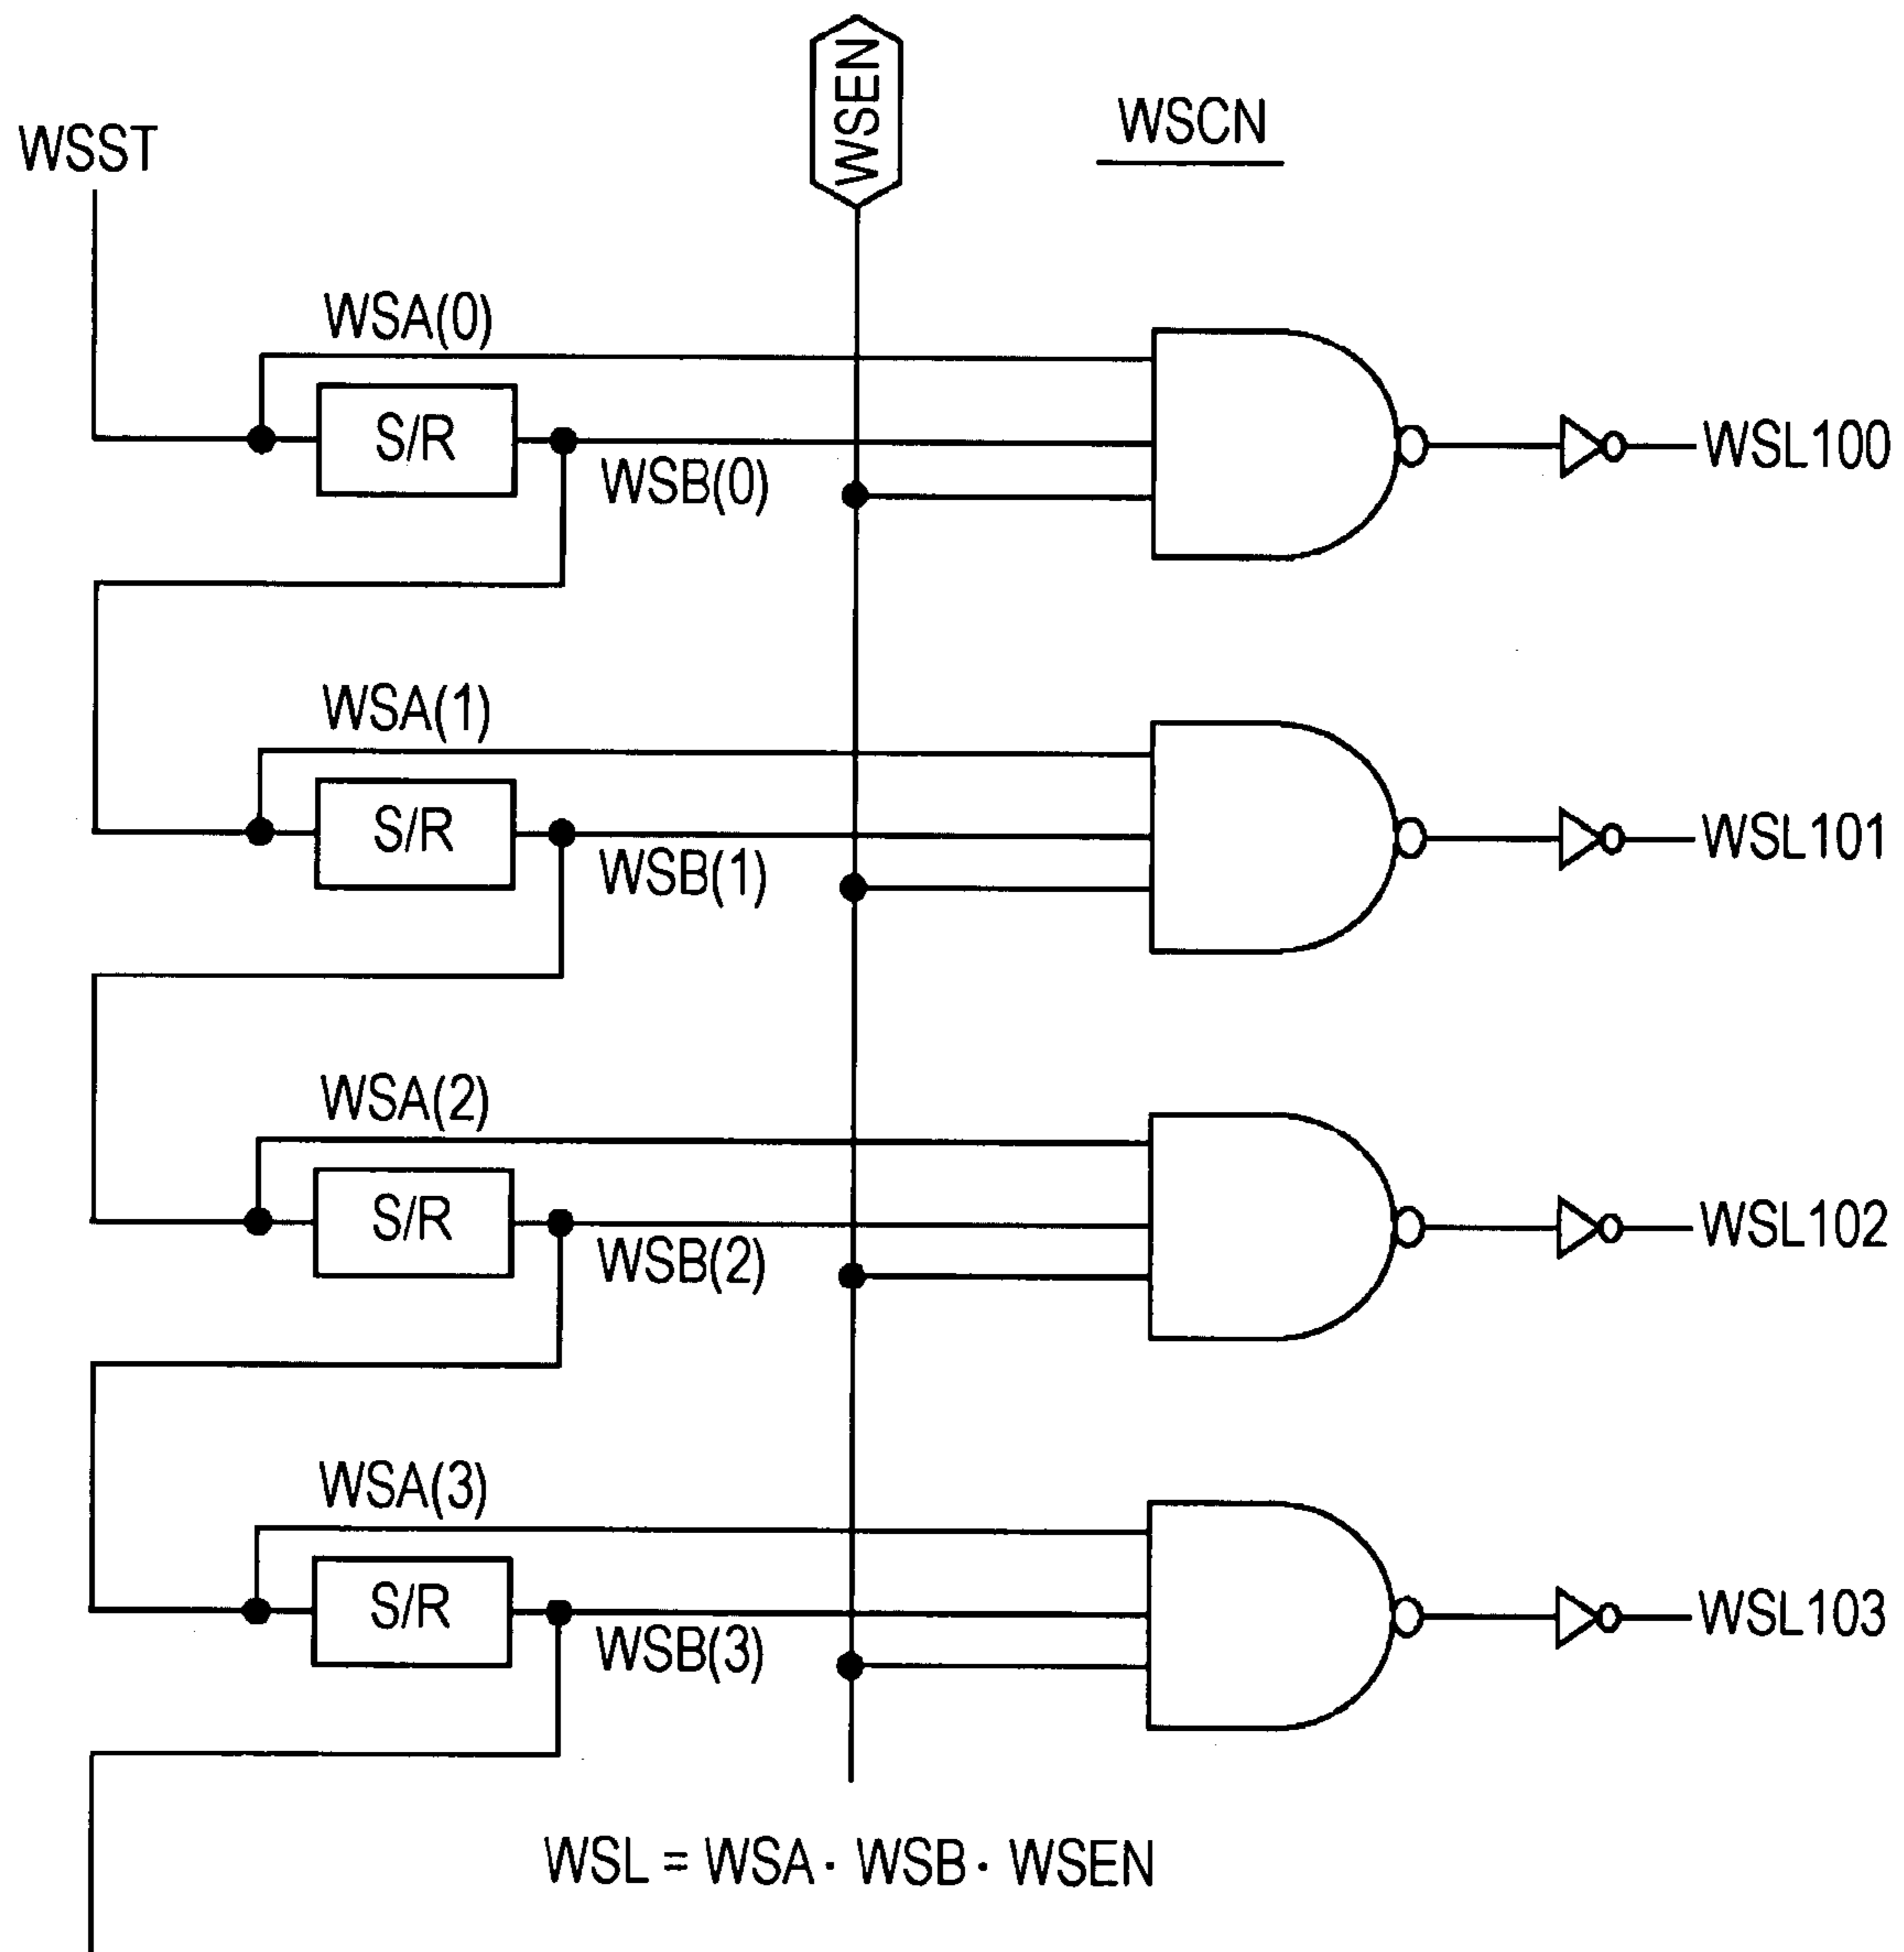 WSEN
WSCN
WSST
WSA(0)
S/R
WSB(0)
WSL100
WSA(1)
S/R
WSB(1)
WSL101
WSA(2)
S/R
WSB(2)
WSL102
WSA(3)
S/R
WSB(3)
WSL103
WSL = WSA · WSB · WSEN